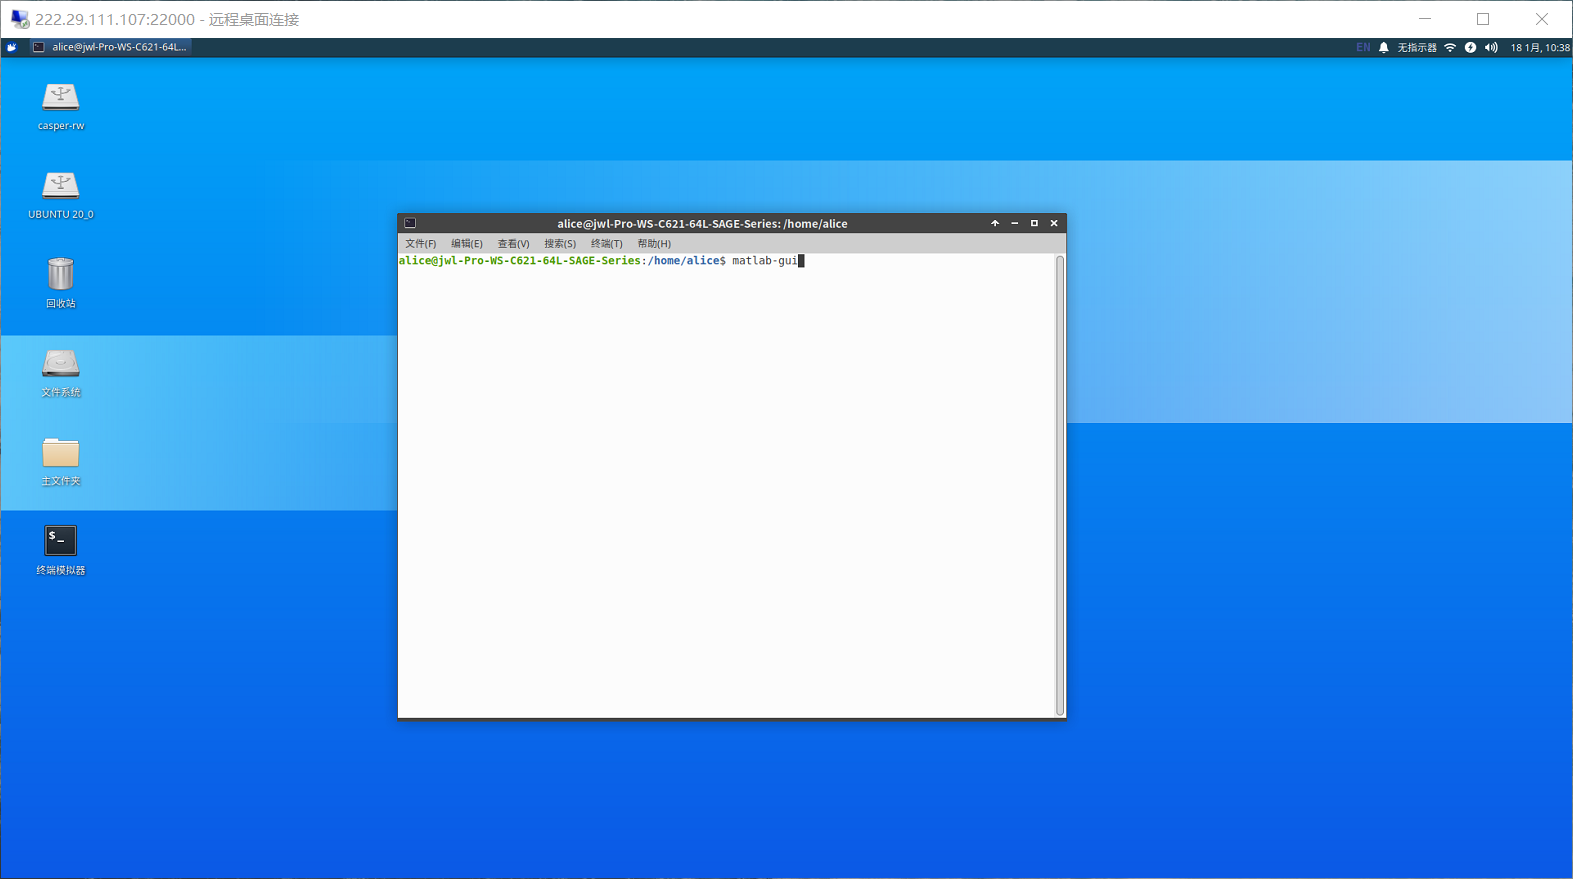 222.29.111.107:22000 - 远程桌面连接
alice@jwl-Pro-WS-C621-64L...
EN
无指示器
18 1月, 10:38
casper-rw
UBUNTU 20_0
回收站
文件系统
主文件夹
$_
终端模拟器
alice@jwl-Pro-WS-C621-64L-SAGE-Series: /home/alice
文件(F) 编辑(E) 查看(V) 搜索(S) 终端(T) 帮助(H)
alice@jwl-Pro-WS-C621-64L-SAGE-Series:/home/alice$ matlab-gui